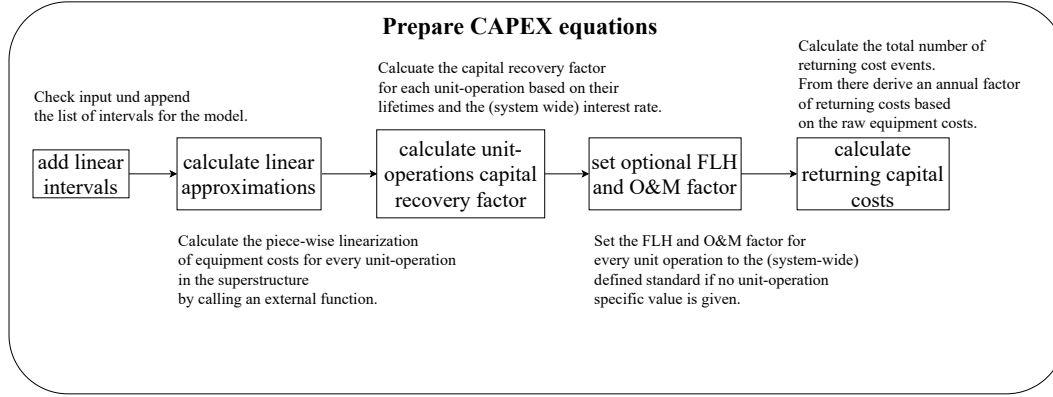 Prepare CAPEX equations
Check input und append
the list of intervals for the model.
add linear
intervals
calculate linear
approximations
Calculate the piece-wise linearization
of equipment costs for every unit-operation
in the superstructure
by calling an external function.
Calcuate the capital recovery factor
for each unit-operation based on their
lifetimes and the (system wide) interest rate.
calculate unit-
operations capital
recovery factor
set optional FLH
and O&M factor
Set the FLH and O&M factor for
every unit operation to the (system-wide)
defined standard if no unit-operation
specific value is given.
Calculate the total number of
returning cost events.
From there derive an annual factor
of returning costs based
on the raw equipment costs.
calculate
returning capital
costs